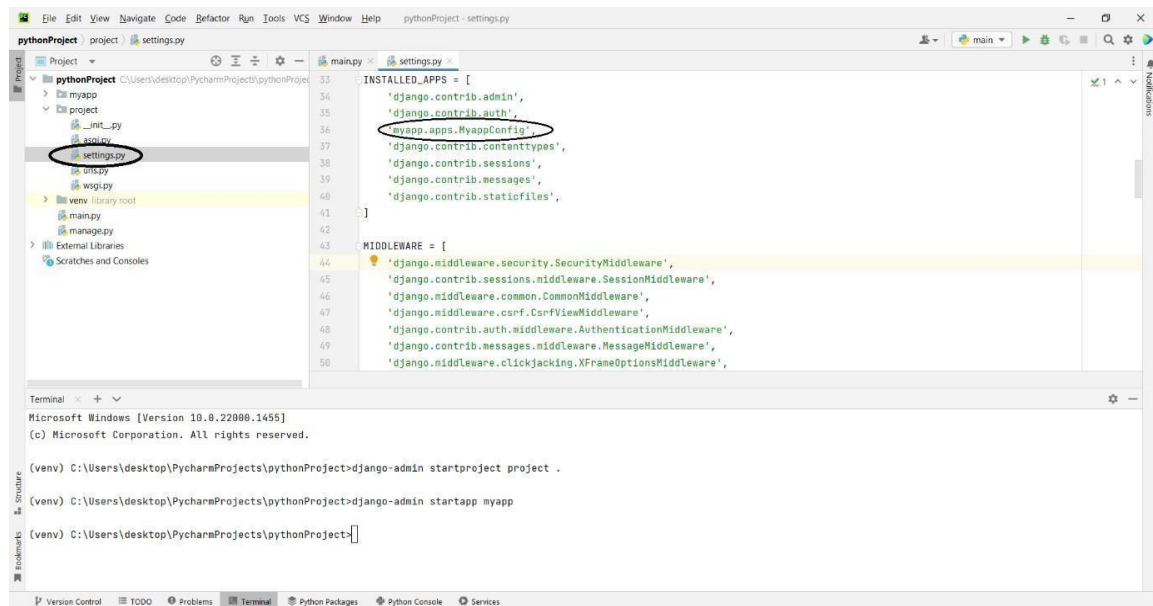 File Edit View Navigate Code Refactor Run Tools VCS Window Help pythonProject - settings.py
pythonProject project settings.py
main
Project
main.py
settings.py
Project
pythonProject C:\Users\desktop\PycharmProjects\pythonProje
myapp
project
__init__.py
asgi.py
settings.py
urls.py
wsgi.py
venv library root
main.py
manage.py
External Libraries
Scratches and Consoles
33 INSTALLED_APPS = [
34 'django.contrib.admin',
35 'django.contrib.auth',
36 'myapp.apps.MyappConfig',
37 'django.contrib.contenttypes',
38 'django.contrib.sessions',
39 'django.contrib.messages',
40 'django.contrib.staticfiles',
41 ]
42
43 MIDDLEWARE = [
44 'django.middleware.security.SecurityMiddleware',
45 'django.contrib.sessions.middleware.SessionMiddleware',
46 'django.middleware.common.CommonMiddleware',
47 'django.middleware.csrf.CsrfViewMiddleware',
48 'django.contrib.auth.middleware.AuthenticationMiddleware',
49 'django.contrib.messages.middleware.MessageMiddleware',
50 'django.middleware.clickjacking.XFrameOptionsMiddleware',
1
Notifications
Terminal
Microsoft Windows [Version 10.0.22000.1455]
(c) Microsoft Corporation. All rights reserved.
(venv) C:\Users\desktop\PycharmProjects\pythonProject>django-admin startproject project .
(venv) C:\Users\desktop\PycharmProjects\pythonProject>django-admin startapp myapp
(venv) C:\Users\desktop\PycharmProjects\pythonProject>
Structure
Bookmarks
Version Control TODO Problems Terminal Python Packages Python Console Services